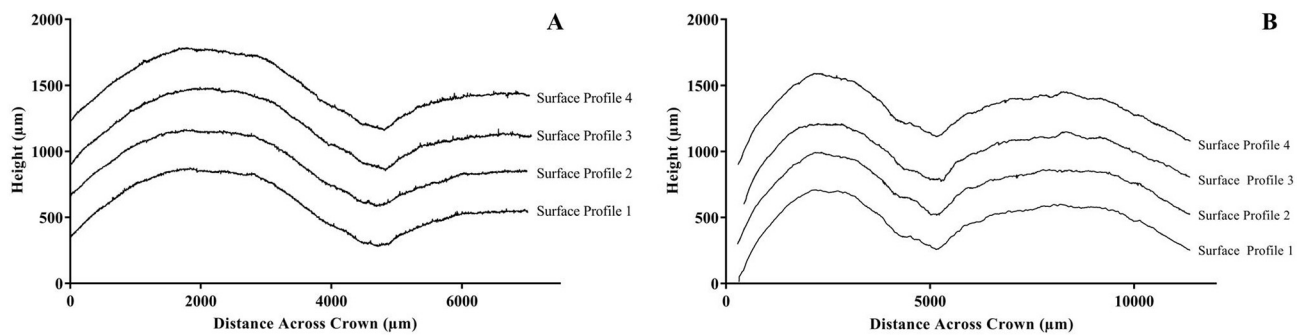 A
2000
1500
1000
500
0
Height (µm)
0
2000
4000
6000
Distance Across Crown (µm)
Surface Profile 4
Surface Profile 3
Surface Profile 2
Surface Profile 1
B
2000
1500
1000
500
0
Height (µm)
0
5000
10000
Distance Across Crown (µm)
Surface Profile 4
Surface Profile 3
Surface Profile 2
Surface Profile 1